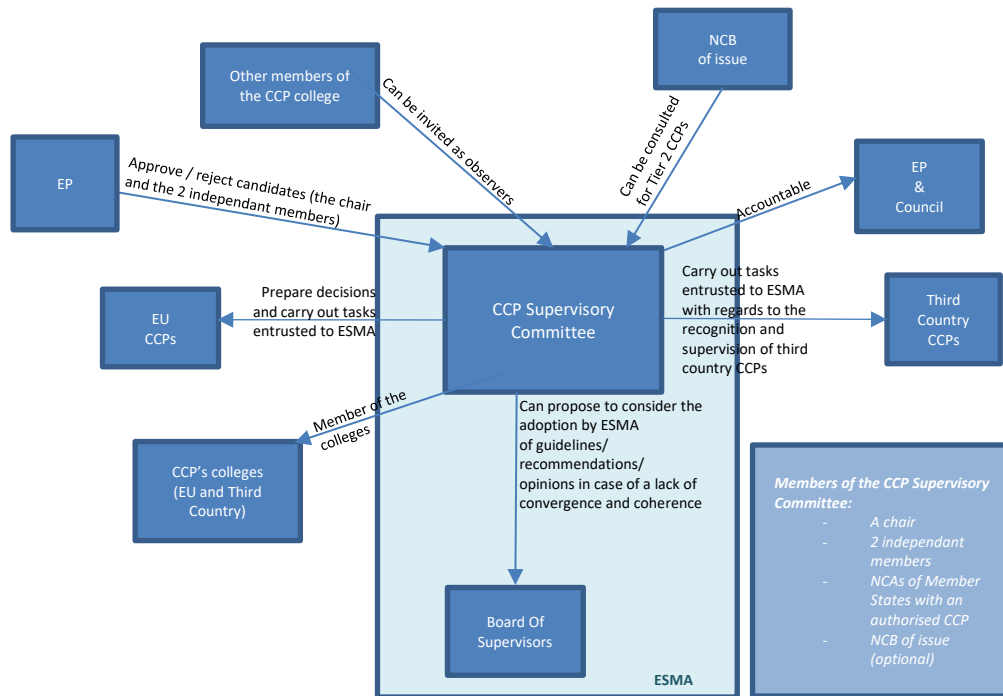 NCB
of issue
Other members of
the CCP college
Can be invited as observers
Can be consulted
for Tier 2 CCPs
EP
Approve / reject candidates (the chair
and the 2 independant members)
Accountable
EP
&
Council
CCP Supervisory
Committee
Prepare decisions
and carry out tasks
entrusted to ESMA
EU
CCPs
Carry out tasks
entrusted to ESMA
with regards to the
recognition and
supervision of third
country CCPs
Third
Country
CCPs
Member of the
colleges
CCP's colleges
(EU and Third
Country)
Can propose to consider the
adoption by ESMA
of guidelines/
recommendations/
opinions in case of a lack of
convergence and coherence
Board Of
Supervisors
ESMA
Members of the CCP Supervisory
Committee:
- A chair
- 2 independant
members
- NCAs of Member
States with an
authorised CCP
- NCB of issue
(optional)